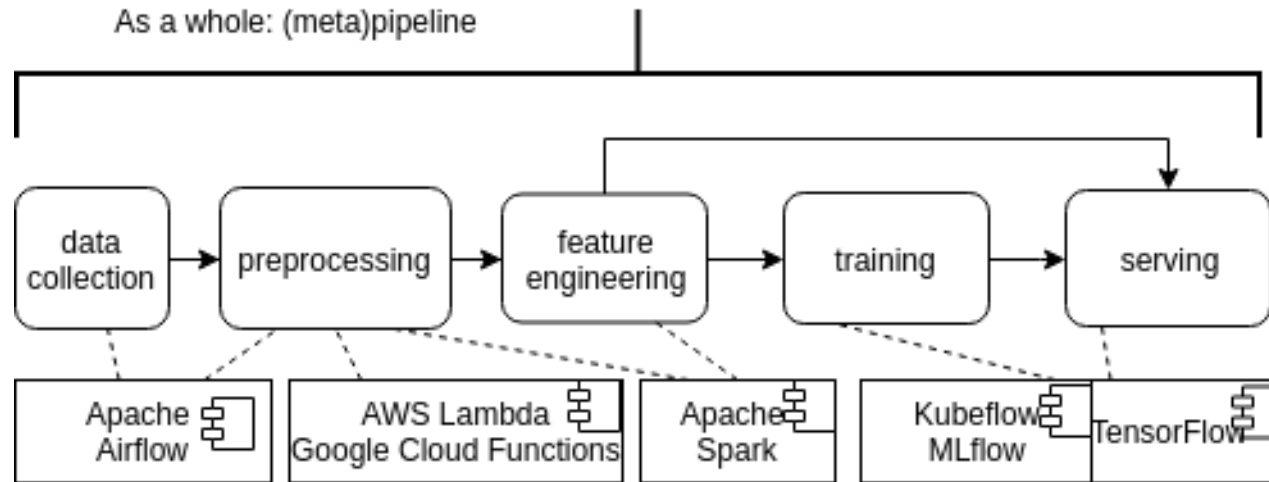 As a whole: (meta)pipeline
data
collection
preprocessing
feature
engineering
training
serving
Apache
Airflow
AWS Lambda
Google Cloud Functions
Apache
Spark
Kubeflow
MLflow
TensorFlow